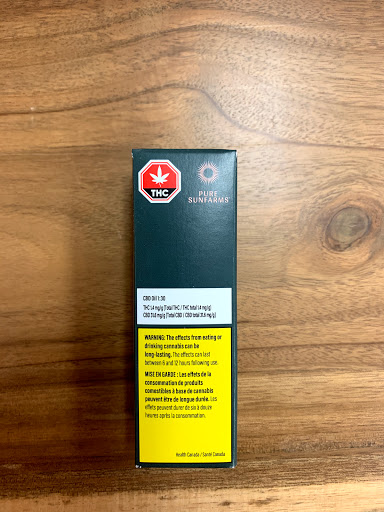 THC
PURE
SUNFARMS
CBD Oil 1:30
THC 1.4 mg/g (Total THC / THC total 1.4 mg/g)
CBD 31.6 mg/g (Total CBD / CBD total 31.6 mg/g)
WARNING: The effects from eating or
drinking cannabis can be
long-lasting. The effects can last
between 6 and 12 hours following use.
MISE EN GARDE : Les effets de la
consommation de produits
comestibles à base de cannabis
peuvent être de longue durée. Les
effets peuvent durer de six à douze
heures après la consommation.
Health Canada / Santé Canada